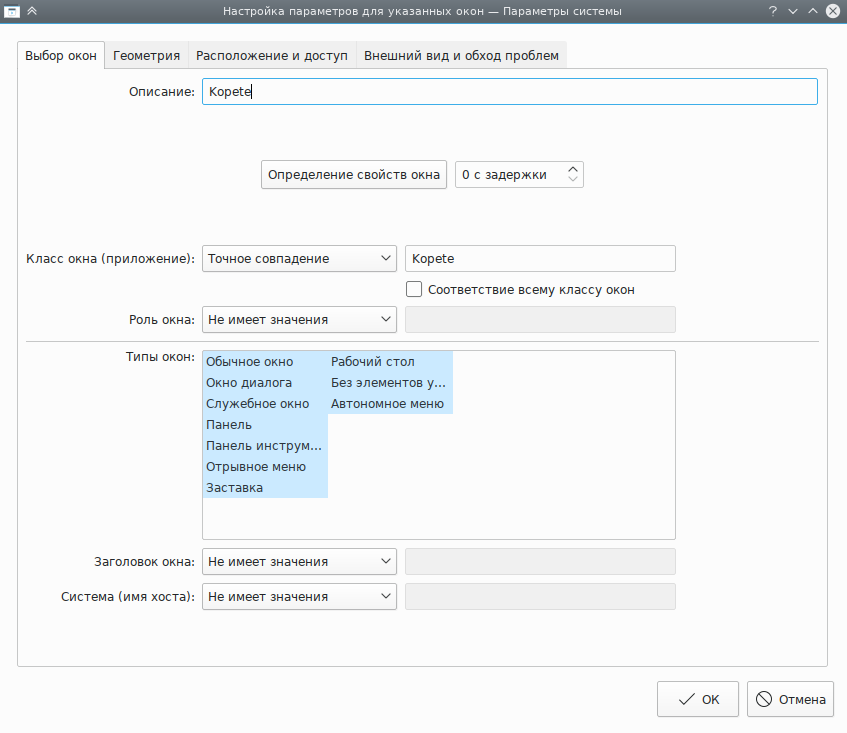 Настройка параметров для указанных окон — Параметры системы
Выбор окон Геометрия Расположение и доступ Внешний вид и обход проблем
Описание: Kopete
Определение свойств окна 0 с задержки
Класс окна (приложение): Точное совпадение Kopete
Соответствие всему классу окон
Роль окна: Не имеет значения
Типы окон: Обычное окно Рабочий стол
Окно диалога Без элементов у...
Служебное окно Автономное меню
Панель
Панель инструм...
Отрывное меню
Заставка
Заголовок окна: Не имеет значения
Система (имя хоста): Не имеет значения
ОК Отмена